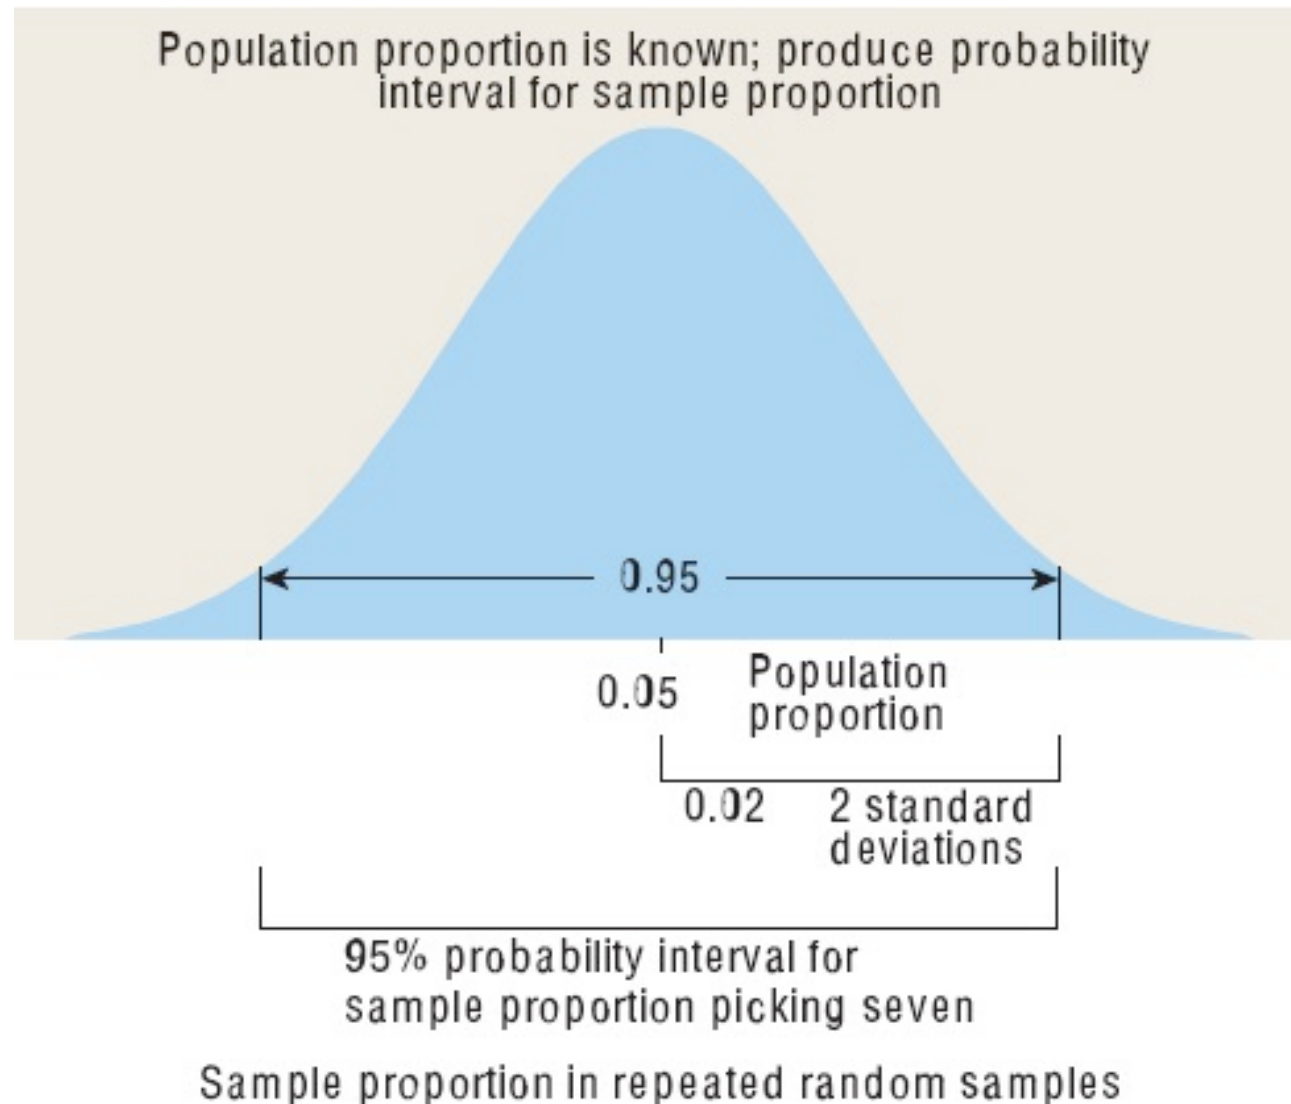 Population proportion is known; produce probability
interval for sample proportion
0.95
0.05
Population
proportion
0.02
2 standard
deviations
95% probability interval for
sample proportion picking seven
Sample proportion in repeated random samples